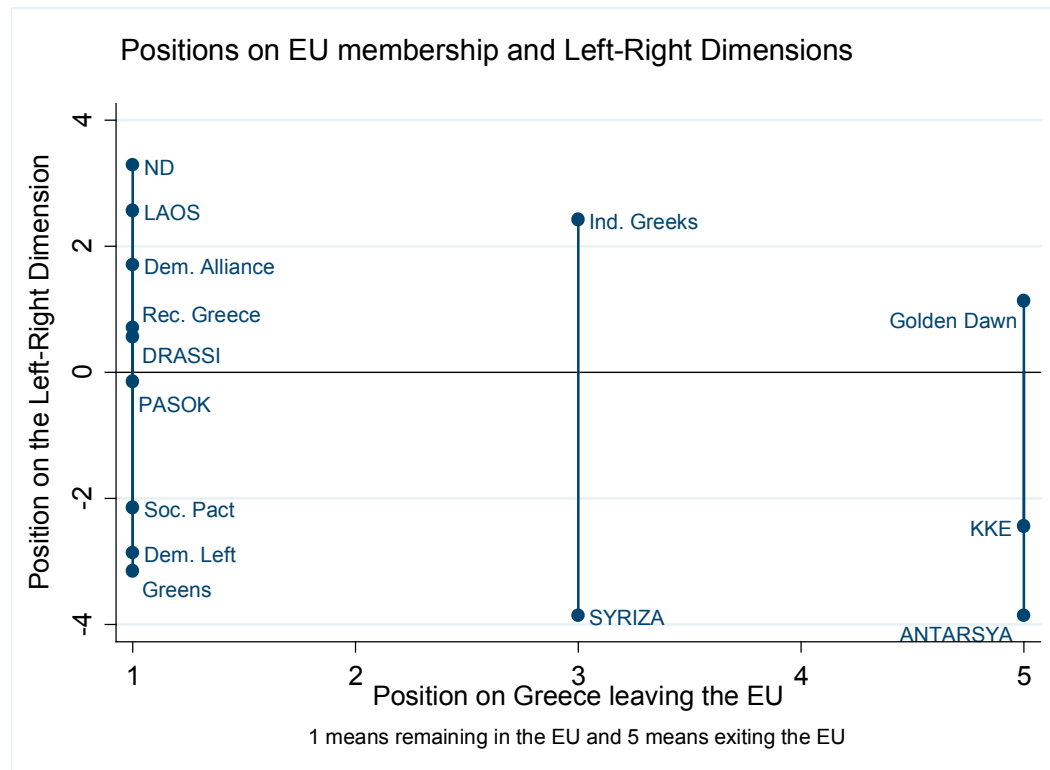 Positions on EU membership and Left-Right Dimensions
Position on the Left-Right Dimension
4
2
0
-2
-4
ND
LAOS
Dem. Alliance
Rec. Greece
DRASSI
PASOK
Soc. Pact
Dem. Left
Greens
Ind. Greeks
SYRIZA
Golden Dawn
KKE
ANTARSYA
1 2 3 4 5
Position on Greece leaving the EU
1 means remaining in the EU and 5 means exiting the EU